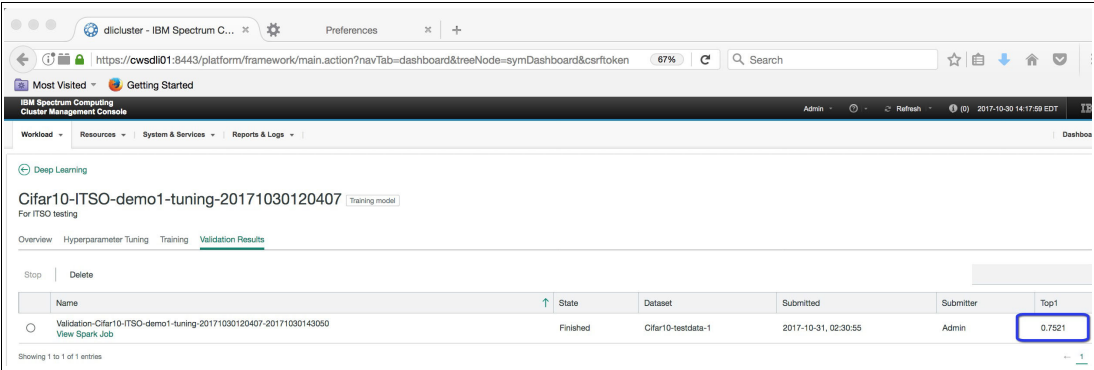 dlicluster - IBM Spectrum C... ×
Preferences ×
https://cwsdli01:8443/platform/framework/main.action?navTab=dashboard&treeNode=symDashboard&csrftoken 67% Search
Most Visited Getting Started
IBM Spectrum Computing
Cluster Management Console
Admin Refresh (0) 2017-10-30 14:17:59 EDT
Workload Resources System & Services Reports & Logs
Deep Learning
Cifar10-ITSO-demo1-tuning-20171030120407 Training model
For ITSO testing
Overview Hyperparameter Tuning Training Validation Results
Stop Delete
Name State Dataset Submitted Submitter Top1
Validation-Cifar10-ITSO-demo1-tuning-20171030120407-20171030143050 Finished Cifar10-testdata-1 2017-10-31, 02:30:55 Admin 0.7521
View Spark Job
Showing 1 to 1 of 1 entries 1